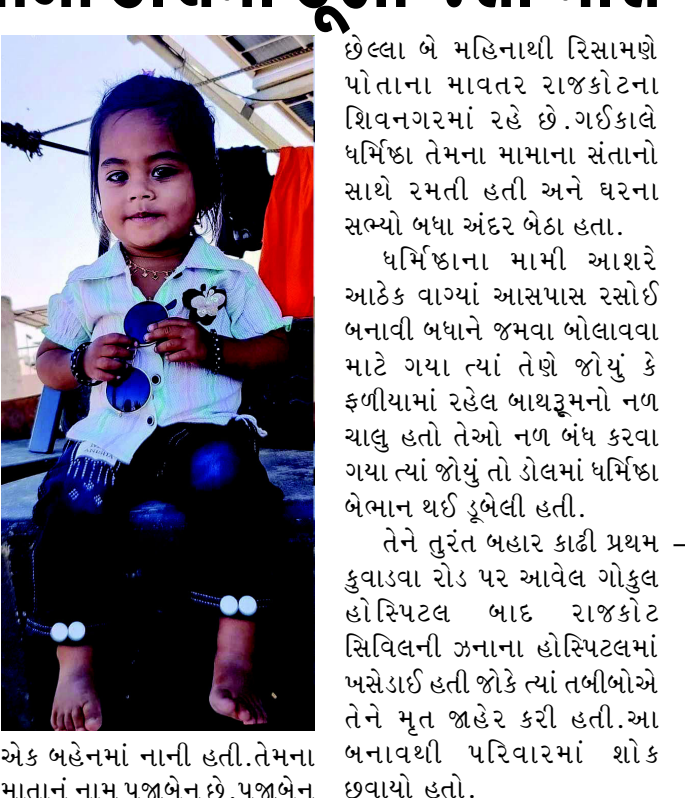 એક બહેનમાં નાની હતી.તેમના
માતાનું નામ પૂજાબેન છે.પૂજાબેન
છેલ્લા બે મહિનાથી રિસામણે
પોતાના માવતર રાજકોટના
શિવનગરમાં રહે છે.ગઈકાલે
ધર્મિષ્ઠા તેમના મામાના સંતાનો
સાથે રમતી હતી અને ઘરના
સભ્યો બધા અંદર બેઠા હતા.
ધર્મિષ્ઠાના મામી આશરે
આઠેક વાગ્યાં આસપાસ રસોઈ
બનાવી બધાને જમવા બોલાવવા
માટે ગયા ત્યાં તેણે જોયું કે
ફળીયામાં રહેલ બાથરૂમનો નળ
ચાલુ હતો તેઓ નળ બંધ કરવા
ગયા ત્યાં જોયું તો ડોલમાં ધર્મિષ્ઠા
બેભાન થઈ ડૂબેલી હતી.
તેને તુરંત બહાર કાઢી પ્રથમ –
કુવાડવા રોડ પર આવેલ ગોકુલ
હોસ્પિટલ બાદ રાજકોટ
સિવિલની ઝનાના હોસ્પિટલમાં
ખસેડાઈ હતી જોકે ત્યાં તબીબોએ
તેને મૃત જાહેર કરી હતી.આ
બનાવથી પરિવારમાં શોક
છવાયો હતો.